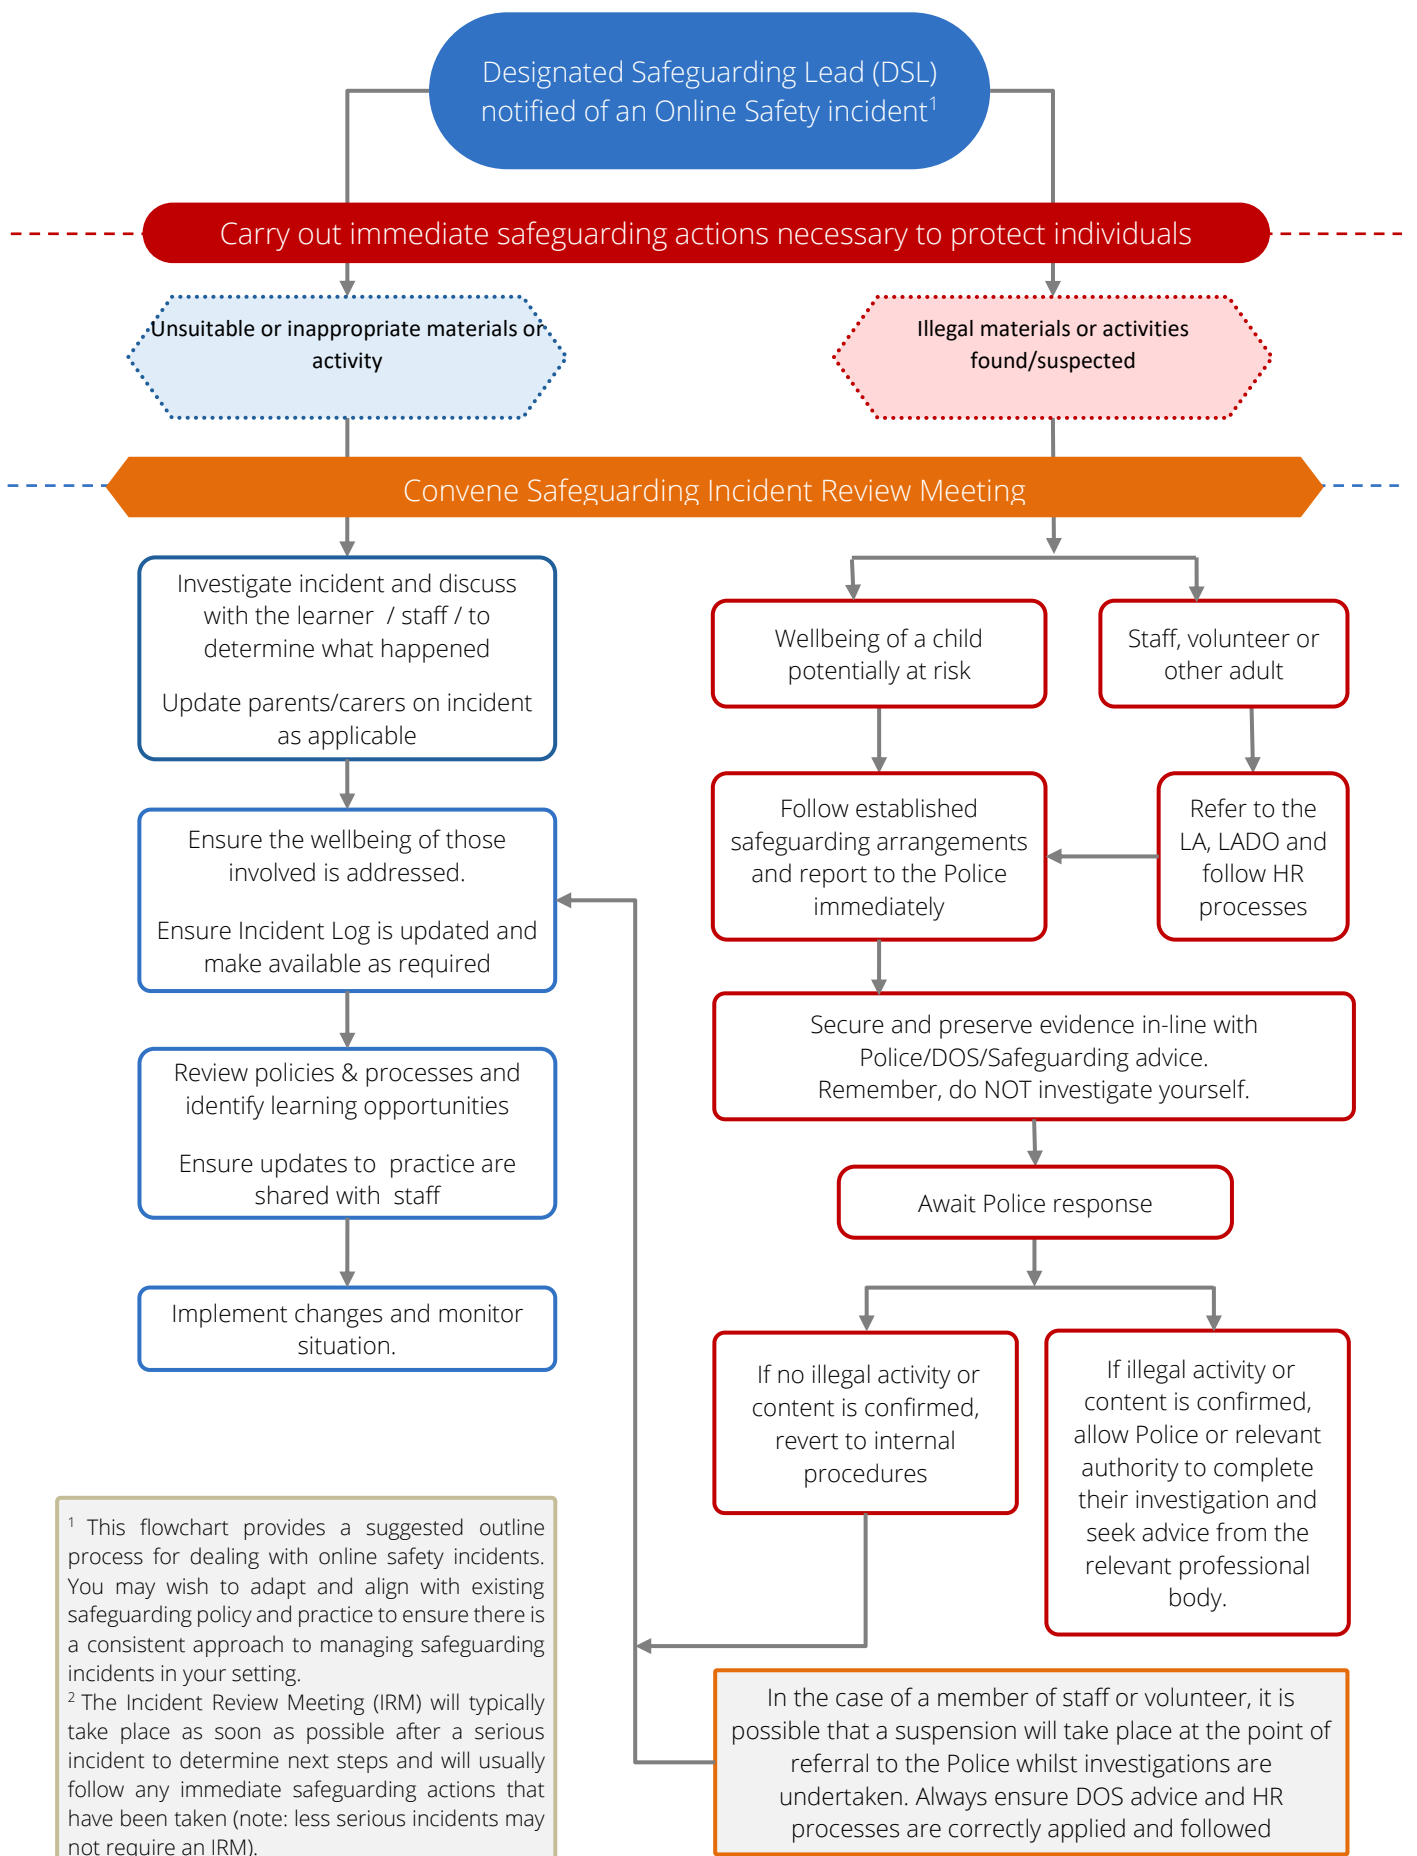 Designated Safeguarding Lead (DSL)
notified of an Online Safety incident¹
Carry out immediate safeguarding actions necessary to protect individuals
Unsuitable or inappropriate materials or
activity
Illegal materials or activities
found/suspected
Convene Safeguarding Incident Review Meeting
Investigate incident and discuss
with the learner / staff / to
determine what happened
Update parents/carers on incident
as applicable
Wellbeing of a child
potentially at risk
Staff, volunteer or
other adult
Ensure the wellbeing of those
involved is addressed.
Ensure Incident Log is updated and
make available as required
Follow established
safeguarding arrangements
and report to the Police
immediately
Refer to the
LA, LADO and
follow HR
processes
Secure and preserve evidence in-line with
Police/DOS/Safeguarding advice.
Remember, do NOT investigate yourself.
Review policies & processes and
identify learning opportunities
Ensure updates to practice are
shared with staff
Await Police response
Implement changes and monitor
situation.
If no illegal activity or
content is confirmed,
revert to internal
procedures
If illegal activity or
content is confirmed,
allow Police or relevant
authority to complete
their investigation and
seek advice from the
relevant professional
body.
¹ This flowchart provides a suggested outline
process for dealing with online safety incidents.
You may wish to adapt and align with existing
safeguarding policy and practice to ensure there is
a consistent approach to managing safeguarding
incidents in your setting.
² The Incident Review Meeting (IRM) will typically
take place as soon as possible after a serious
incident to determine next steps and will usually
follow any immediate safeguarding actions that
have been taken (note: less serious incidents may
not require an IRM).
In the case of a member of staff or volunteer, it is
possible that a suspension will take place at the point of
referral to the Police whilst investigations are
undertaken. Always ensure DOS advice and HR
processes are correctly applied and followed